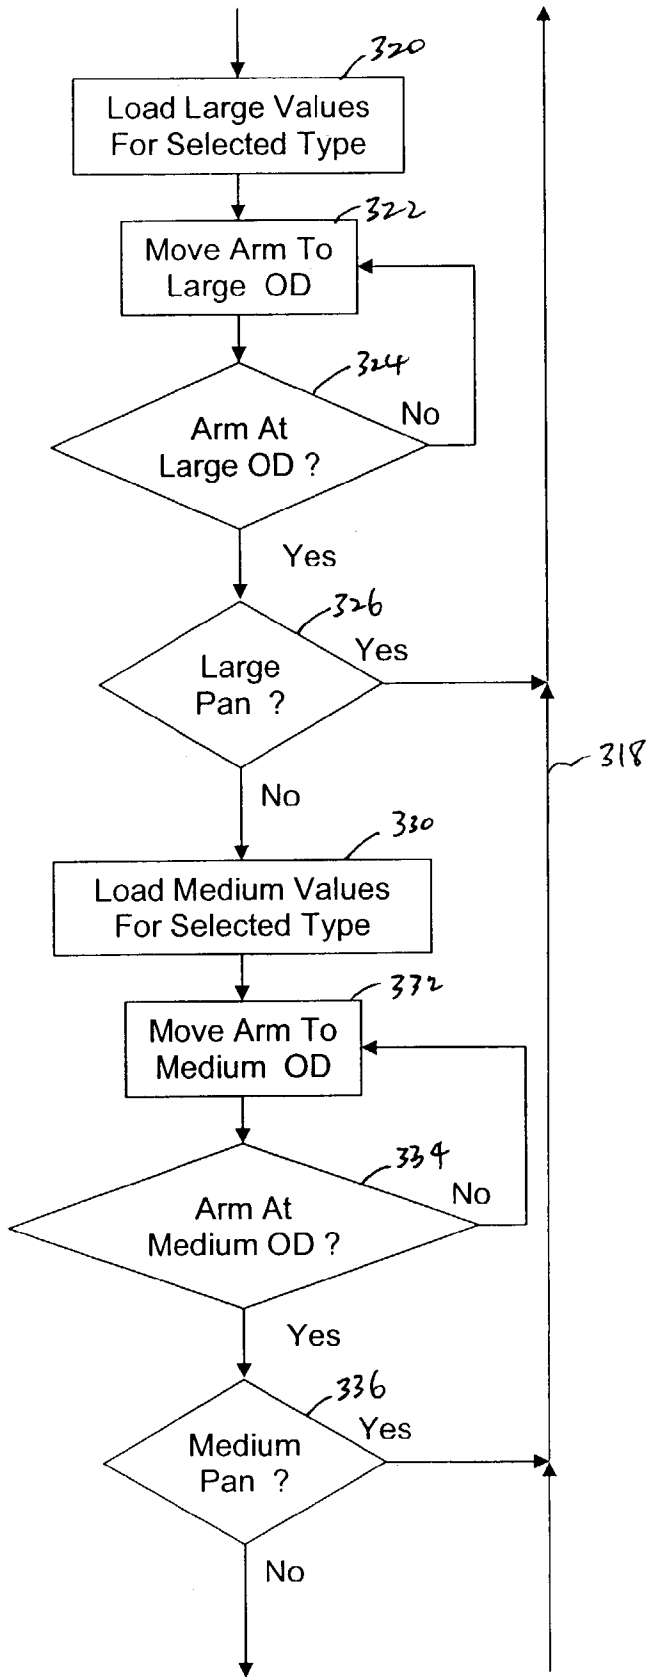 320
Load Large Values
For Selected Type
322
Move Arm To
Large OD
324
No
Arm At
Large OD ?
Yes
326
Yes
Large
Pan ?
318
No
330
Load Medium Values
For Selected Type
332
Move Arm To
Medium OD
334
No
Arm At
Medium OD ?
Yes
336
Yes
Medium
Pan ?
No